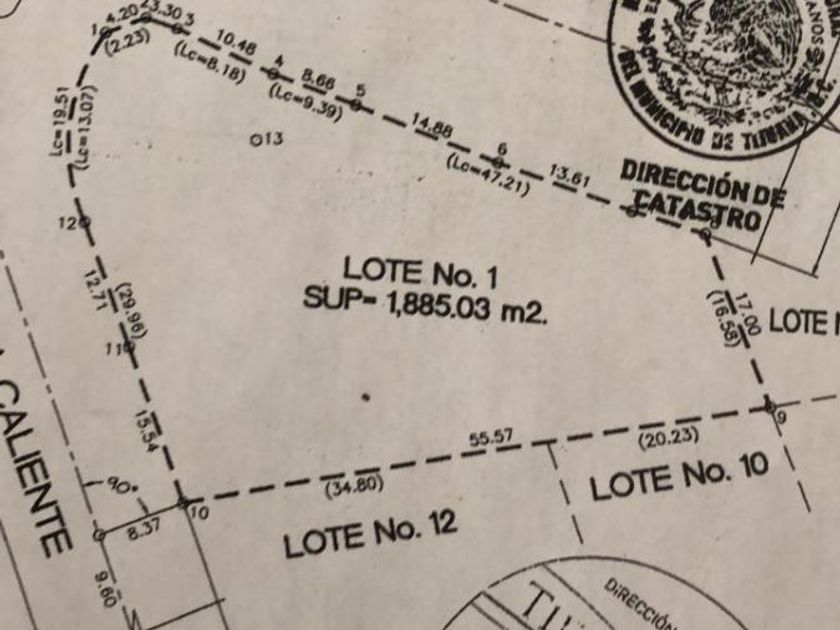 1
4.20
2
3.30
3
(2.23)
10.48
(Lc=8.18)
4
8.66
(Lc=9.39)
5
14.88
6
(Lc=47.21)
13.61
Lc=19.51
(Lc=13.07)
13
DEL MUNICIPIO DE TIJUANA
DIRECCIÓN DE
CATASTRO
12
LOTE No. 1
SUP= 1,885.03 m2.
12.71
(29.96)
17.00
(16.58)
LOTE
11
15.54
CALIENTE
9
55.57
(20.23)
(34.80)
LOTE No. 10
90°
10
8.37
LOTE No. 12
9.60
DIRECCIÓN